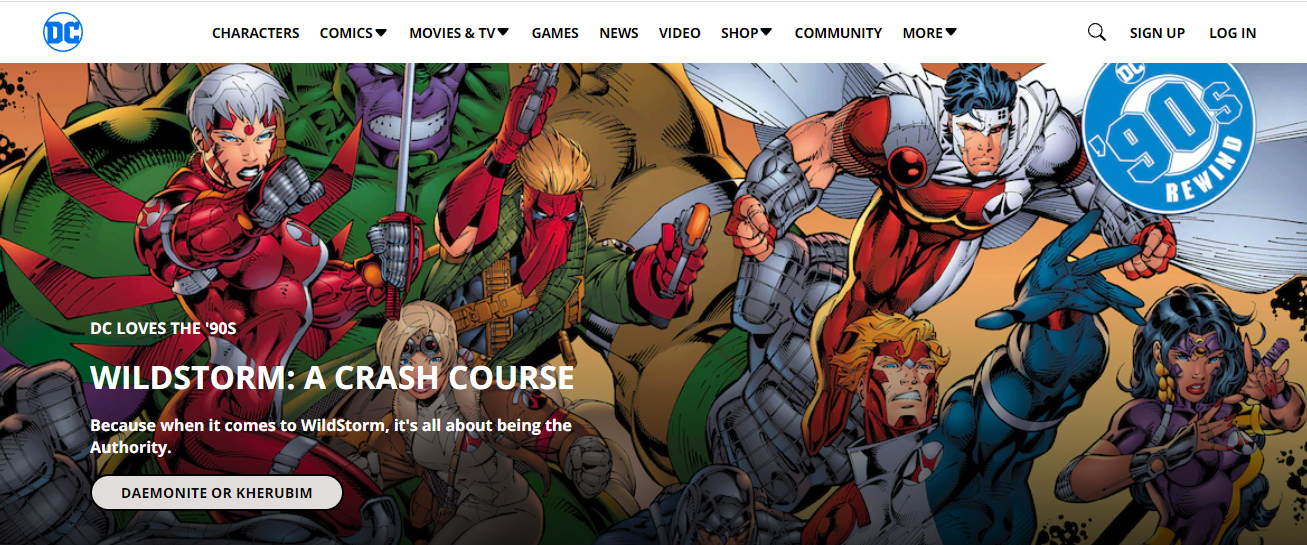 DC
CHARACTERS COMICS MOVIES & TV GAMES NEWS VIDEO SHOP COMMUNITY MORE SIGN UP LOG IN
DC
'90s
REWIND
DC LOVES THE '90S
WILDSTORM: A CRASH COURSE
Because when it comes to WildStorm, it's all about being the
Authority.
DAEMONITE OR KHERUBIM